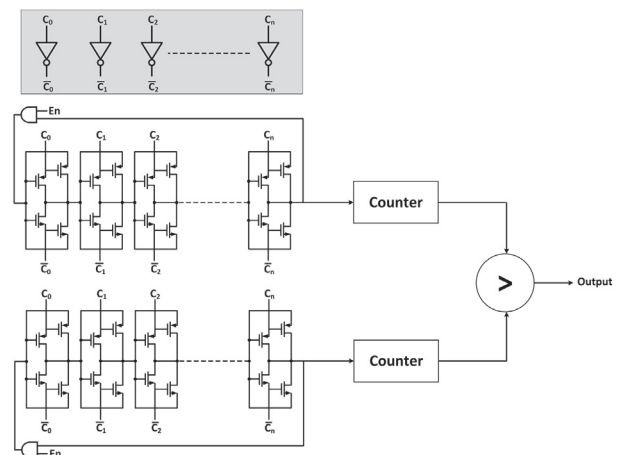 C₀ C₁ C₂ Cₙ
C̅₀ C̅₁ C̅₂ C̅ₙ
En
C₀ C₁ C₂ Cₙ
Counter
C̅₀ C̅₁ C̅₂ C̅ₙ
> Output
C₀ C₁ C₂ Cₙ
Counter
C̅₀ C̅₁ C̅₂ C̅ₙ
En